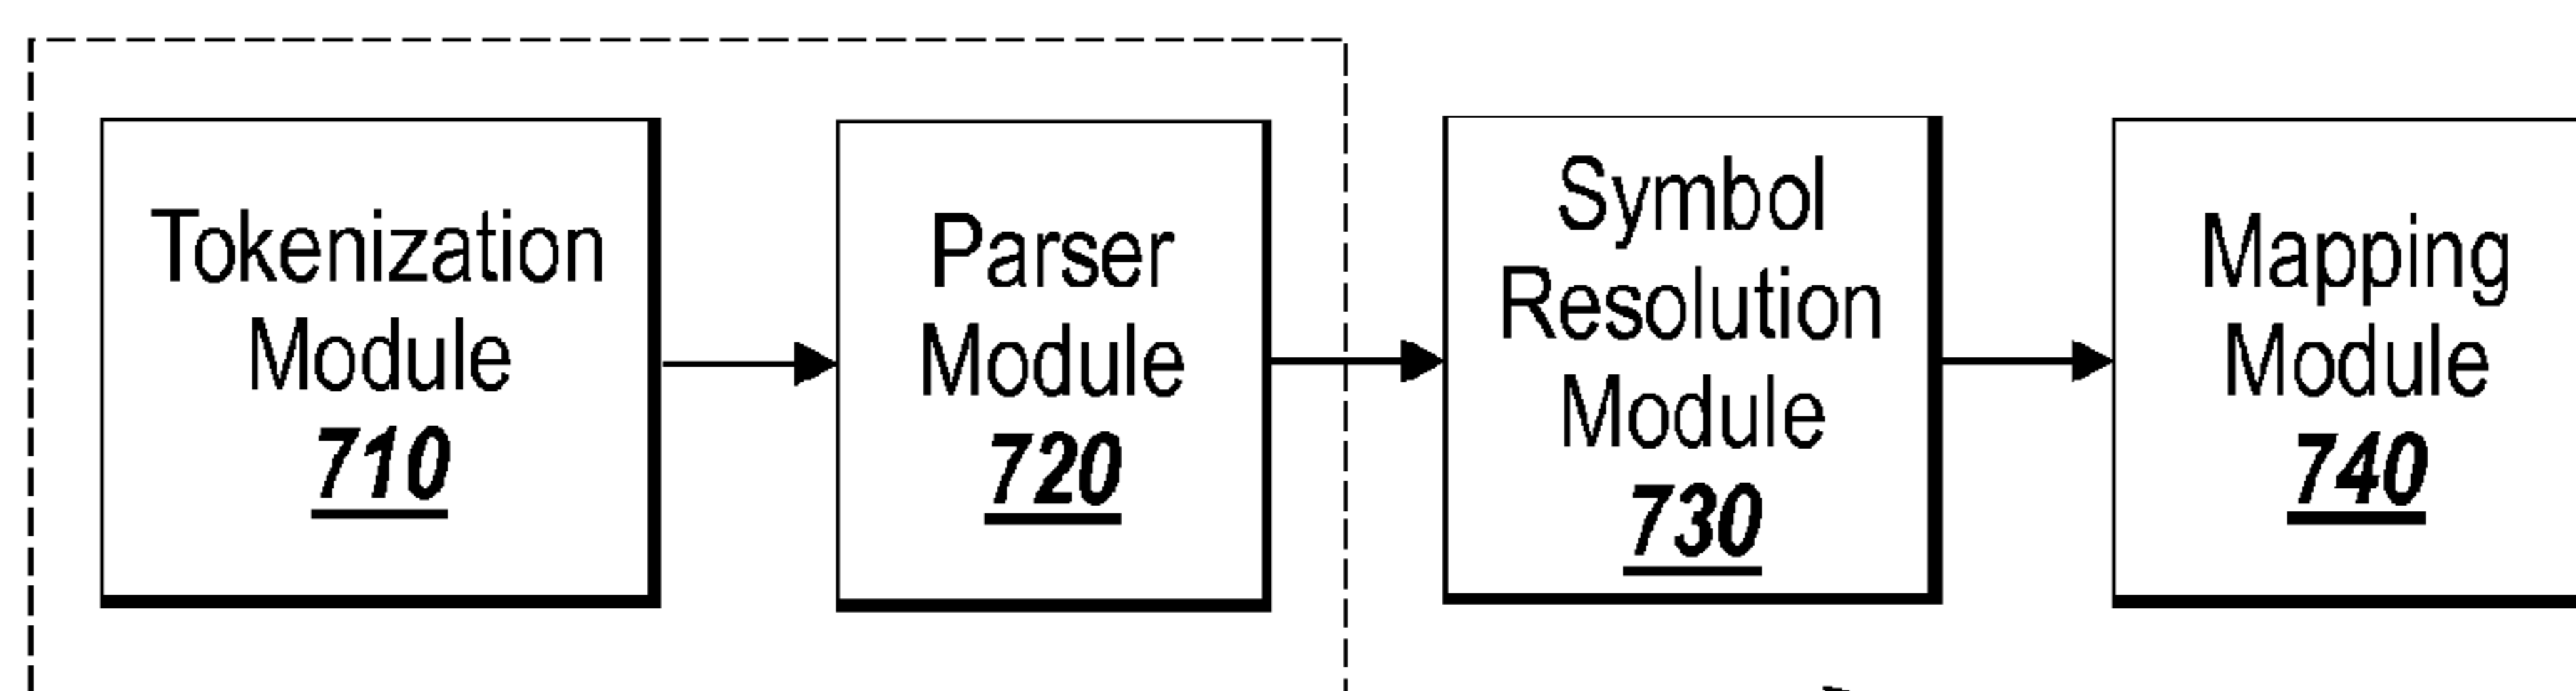 Tokenization
Module
710
Parser
Module
720
Symbol
Resolution
Module
730
Mapping
Module
740